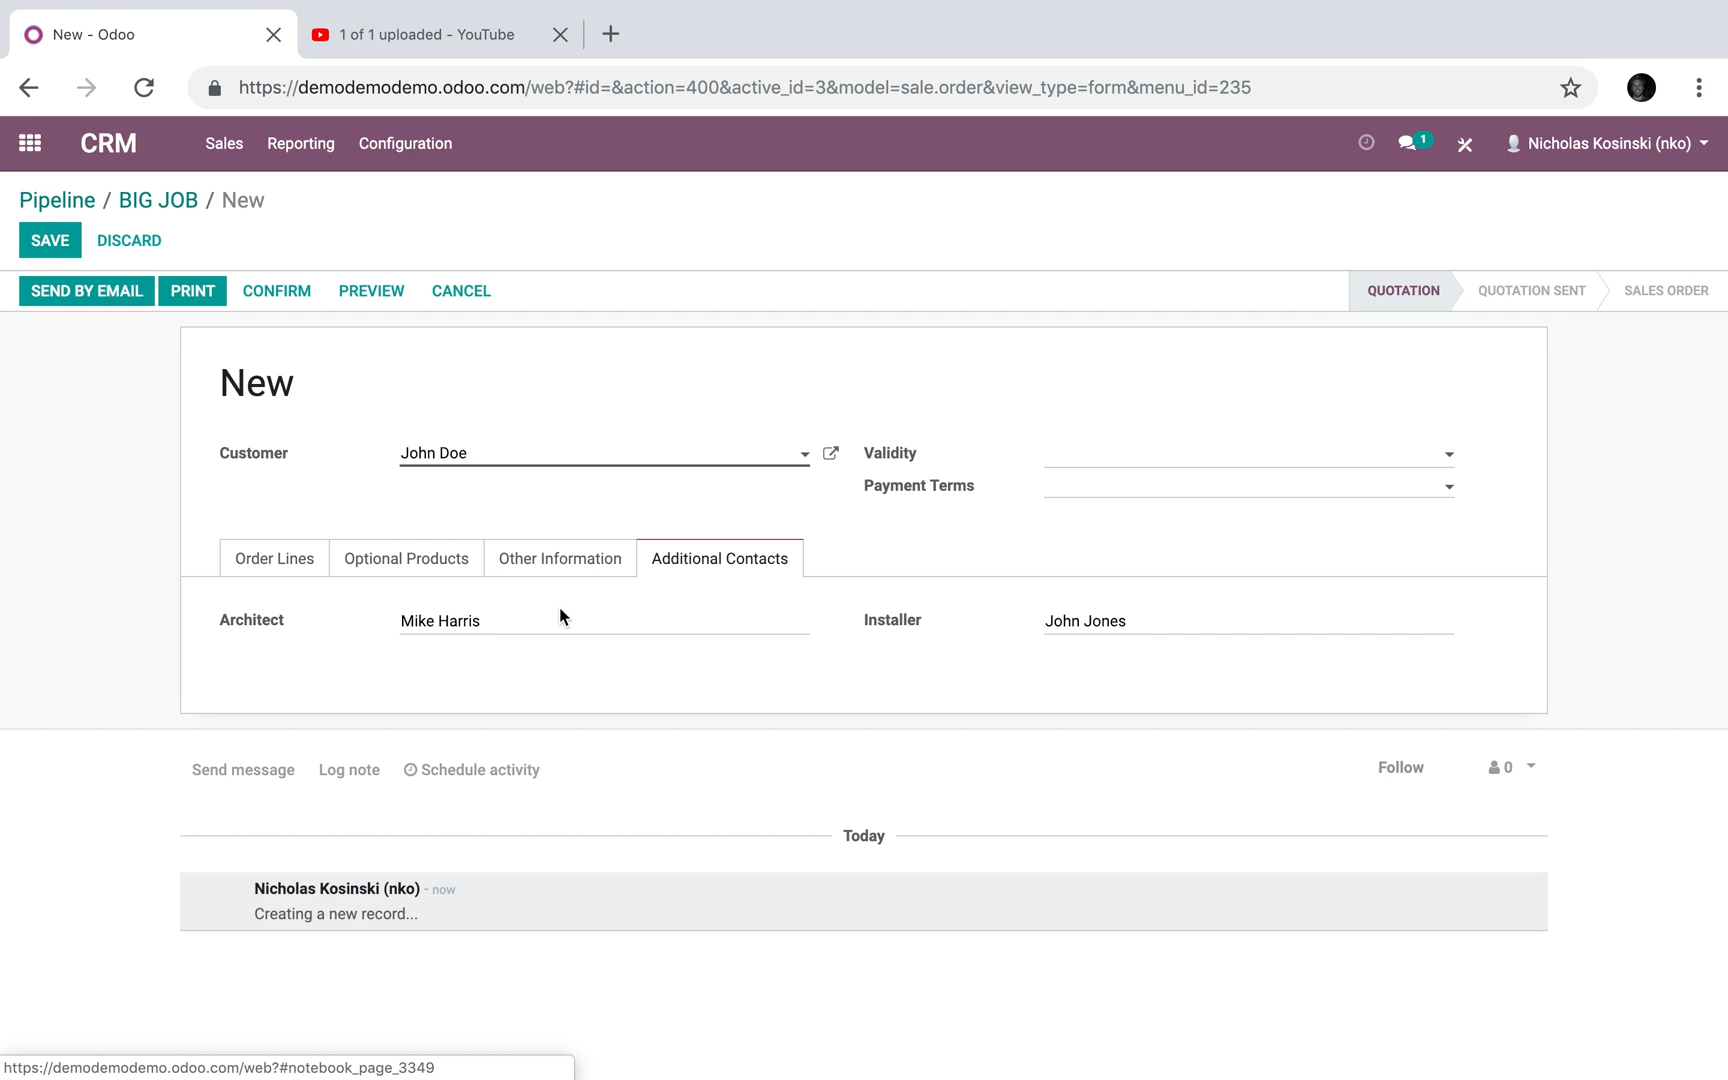 New - Odoo
1 of 1 uploaded - YouTube
https://demodemodemo.odoo.com/web?#id=&action=400&active_id=3&model=sale.order&view_type=form&menu_id=235
CRM Sales Reporting Configuration 1 Nicholas Kosinski (nko)
Pipeline / BIG JOB / New
SAVE DISCARD
SEND BY EMAIL PRINT CONFIRM PREVIEW CANCEL QUOTATION QUOTATION SENT SALES ORDER
New
Customer John Doe Validity
Payment Terms
Order Lines Optional Products Other Information Additional Contacts
Architect Mike Harris Installer John Jones
Send message Log note Schedule activity Follow 0
Today
Nicholas Kosinski (nko) - now
Creating a new record...
https://demodemodemo.odoo.com/web?#notebook_page_3349